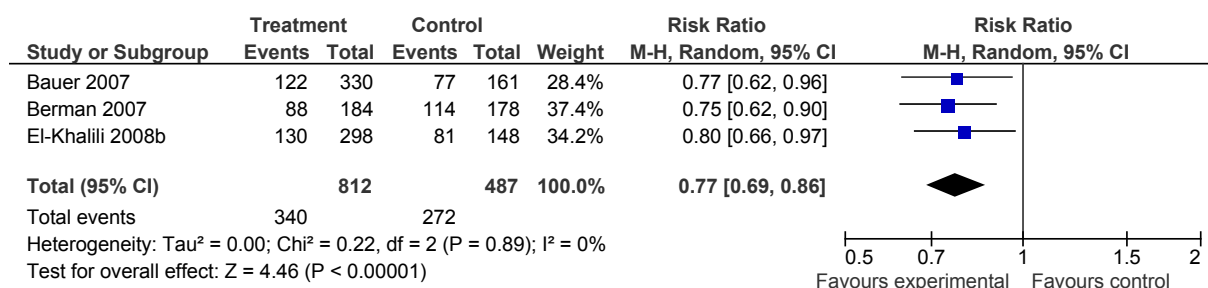 Treatment Control Risk Ratio Risk Ratio
Study or Subgroup Events Total Events Total Weight M-H, Random, 95% CI M-H, Random, 95% CI
Bauer 2007 122 330 77 161 28.4% 0.77 [0.62, 0.96]
Berman 2007 88 184 114 178 37.4% 0.75 [0.62, 0.90]
El-Khalili 2008b 130 298 81 148 34.2% 0.80 [0.66, 0.97]
Total (95% CI) 812 487 100.0% 0.77 [0.69, 0.86]
Total events 340 272
Heterogeneity: Tau² = 0.00; Chi² = 0.22, df = 2 (P = 0.89); I² = 0%
Test for overall effect: Z = 4.46 (P < 0.00001)
0.5 0.7 1 1.5 2
Favours experimental Favours control